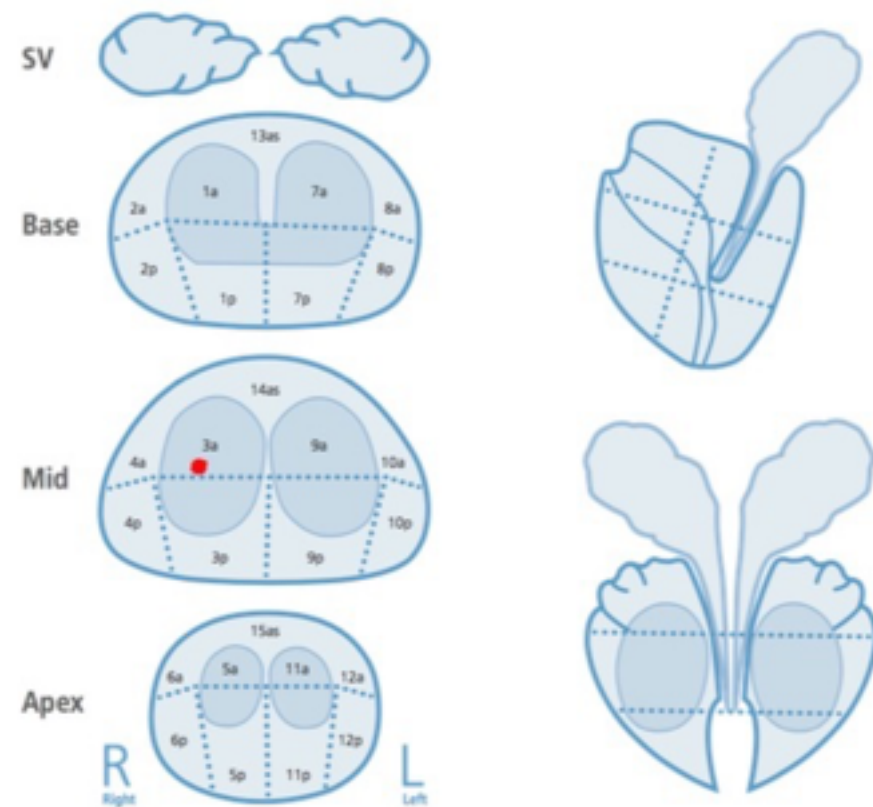 SV
13as
1a 7a
2a 8a
Base
2p 8p
1p 7p
14as
3a 9a
4a 10a
Mid
4p 10p
3p 9p
15as
5a 11a
6a 12a
Apex
6p 12p
5p 11p
R L
Right Left